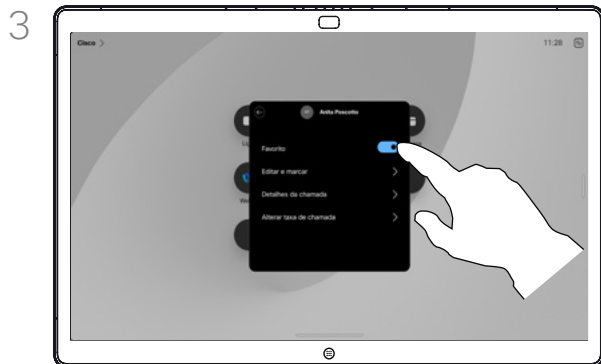 3
Cisco
11:28
Anita Pescotto
Favorito
Editar e marcar
Detalhes da chamada
Alterar taxa de chamada